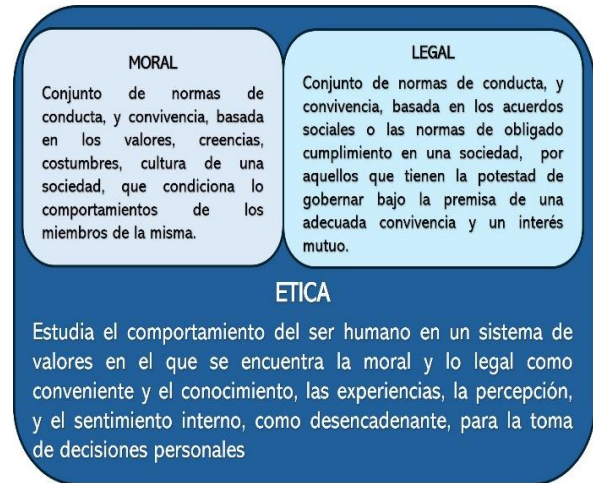 MORAL
Conjunto de normas de
conducta, y convivencia, basada
en los valores, creencias,
costumbres, cultura de una
sociedad, que condiciona lo
comportamientos de los
miembros de la misma.
LEGAL
Conjunto de normas de conducta, y
convivencia, basada en los acuerdos
sociales o las normas de obligado
cumplimiento en una sociedad, por
aquellos que tienen la potestad de
gobernar bajo la premisa de una
adecuada convivencia y un interés
mutuo.
ETICA
Estudia el comportamiento del ser humano en un sistema de
valores en el que se encuentra la moral y lo legal como
conveniente y el conocimiento, las experiencias, la percepción,
y el sentimiento interno, como desencadenante, para la toma
de decisiones personales